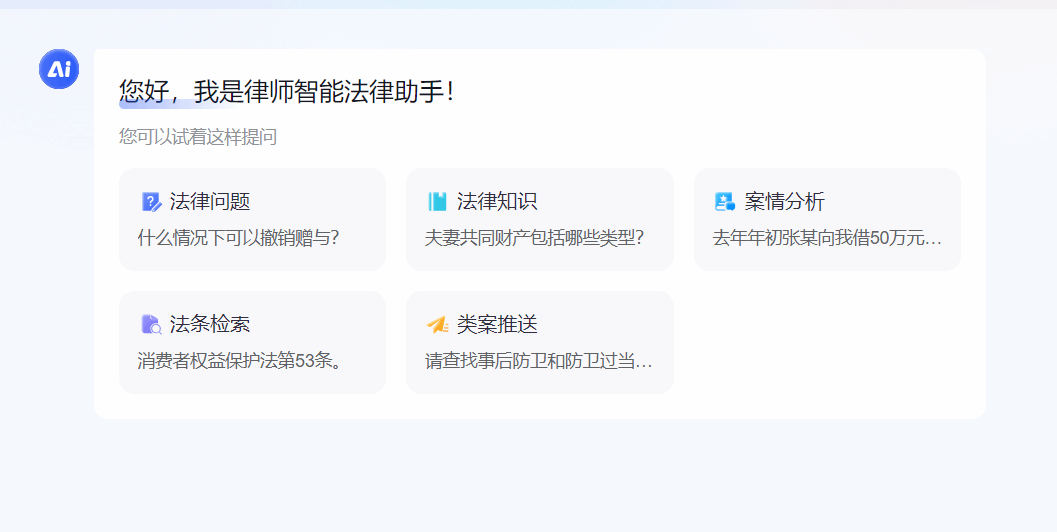 Ai
您好，我是律师智能法律助手！
您可以试着这样提问
法律问题
什么情况下可以撤销赠与？
法律知识
夫妻共同财产包括哪些类型？
案情分析
去年年初张某向我借50万元…
法条检索
消费者权益保护法第53条。
类案推送
请查找事后防卫和防卫过当…